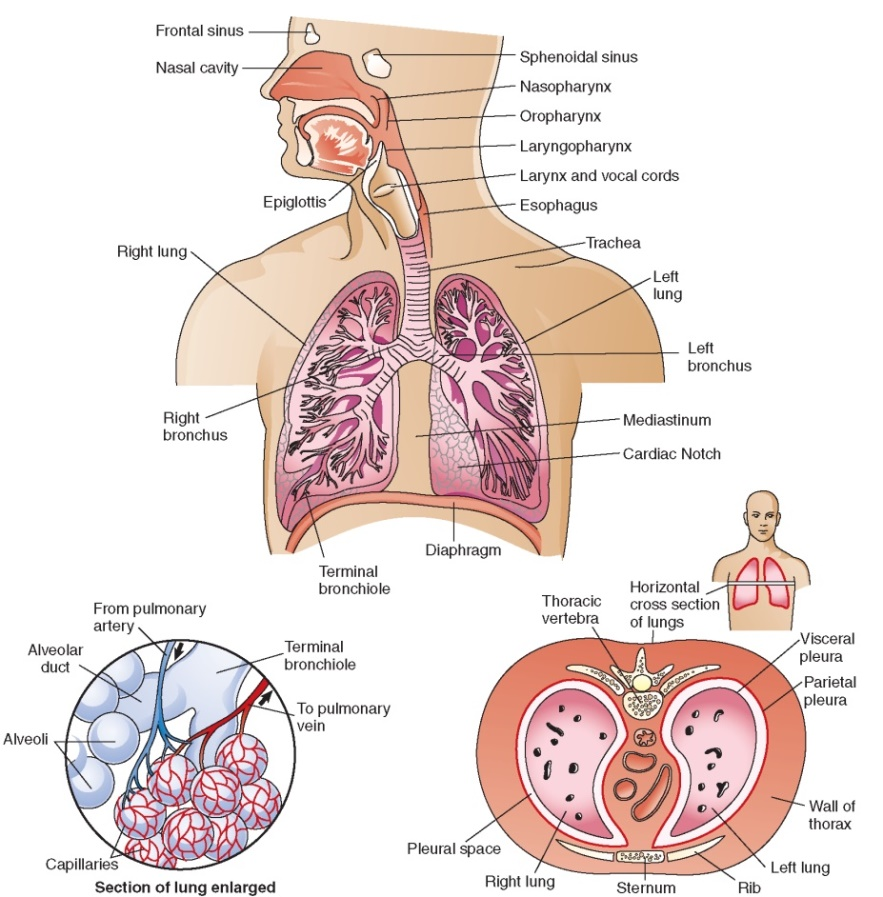 Frontal sinus
Nasal cavity
Sphenoidal sinus
Nasopharynx
Oropharynx
Laryngopharynx
Larynx and vocal cords
Epiglottis
Esophagus
Trachea
Right lung
Left
lung
Left
bronchus
Right
bronchus
Mediastinum
Cardiac Notch
Diaphragm
Terminal
bronchiole
From pulmonary
artery
Alveolar
duct
Terminal
bronchiole
To pulmonary
vein
Alveoli
Capillaries
Section of lung enlarged
Thoracic
vertebra
Horizontal
cross section
of lungs
Visceral
pleura
Parietal
pleura
Wall of
thorax
Pleural space
Right lung
Sternum
Rib
Left lung